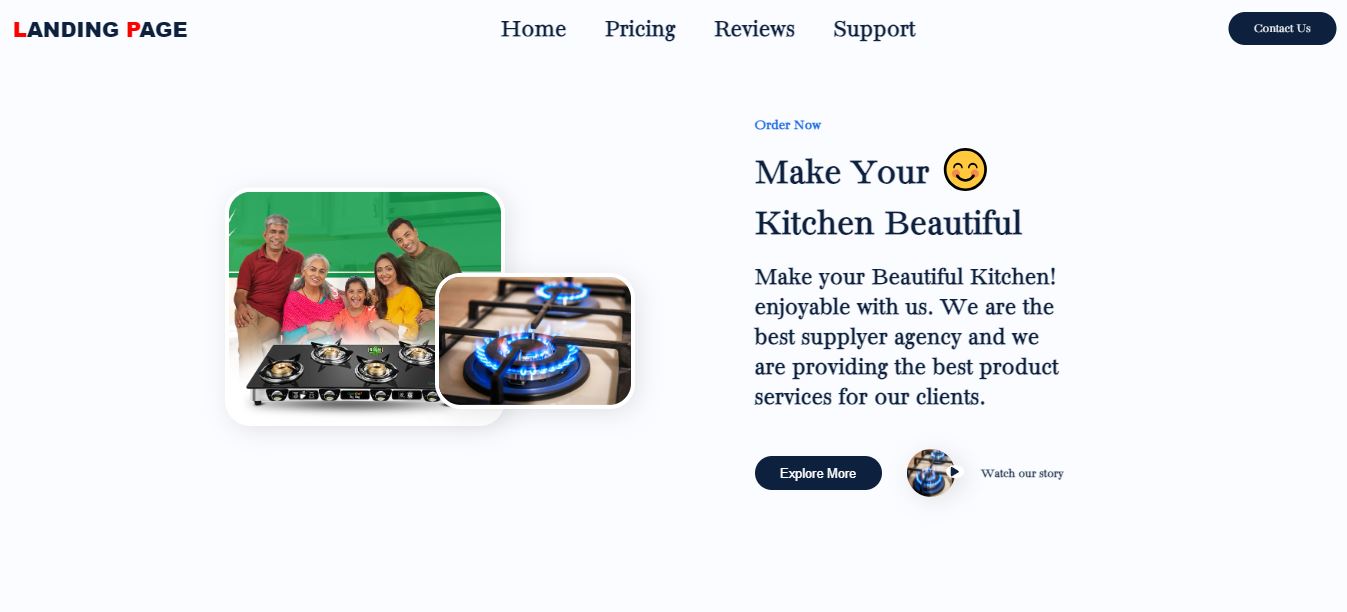 LANDING PAGE
Home Pricing Reviews Support
Contact Us
Order Now
Make Your
Kitchen Beautiful
Make your Beautiful Kitchen!
enjoyable with us. We are the
best supplyer agency and we
are providing the best product
services for our clients.
Explore More
Watch our story